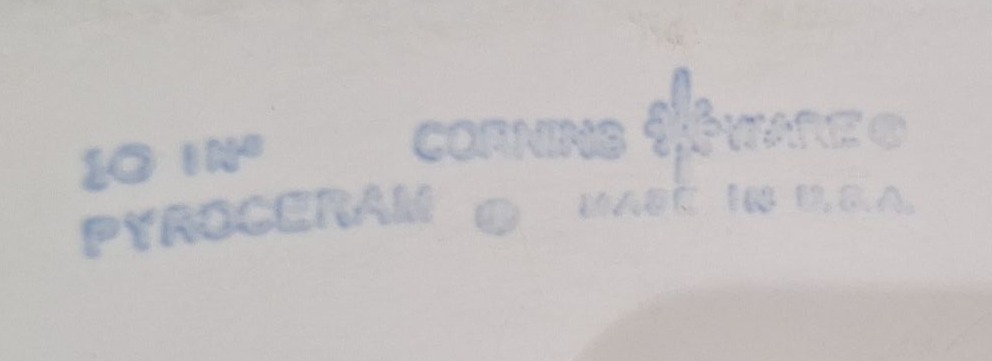 10 IN. CORNING WARE®
PYROCERAM ® MADE IN U.S.A.